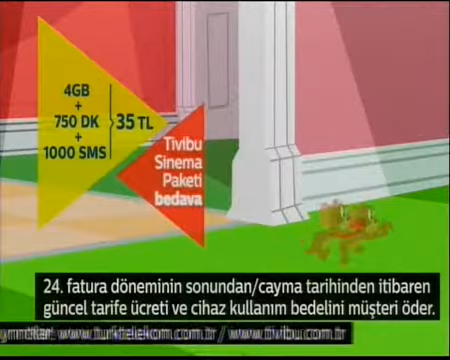 4GB
+
750 DK
+
1000 SMS
35 TL
Tivibu
Sinema
Paketi
bedava
24. fatura döneminin sonundan/cayma tarihinden itibaren
güncel tarife ücreti ve cihaz kullanım bedelini müşteri öder.
www.turktelekom.com.tr / www.tivibu.com.tr